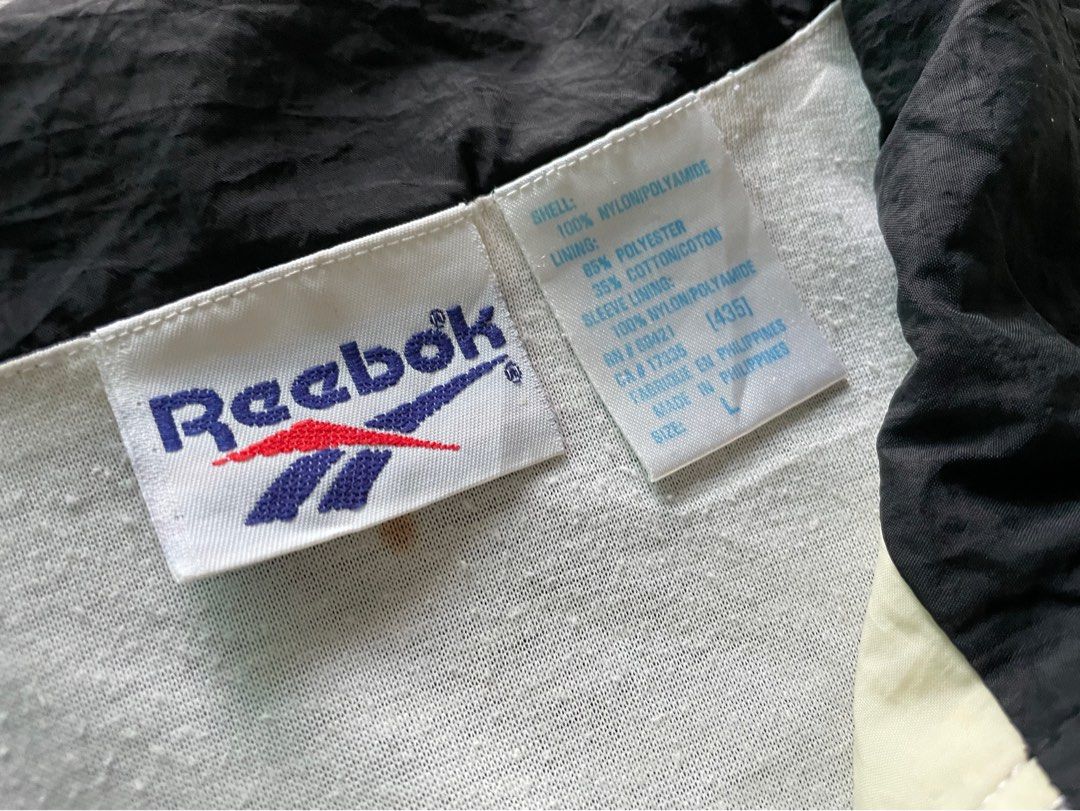 Reebok®
®
SHELL:
100% NYLON/POLYAMIDE
LINING:
65% POLYESTER
35% COTTON/COTON
SLEEVE LINING:
100% NYLON/POLYAMIDE
RN # 69421 [435]
CA # 17335
FABRIQUE EN PHILIPPINES
MADE IN PHILIPPINES
SIZE: L